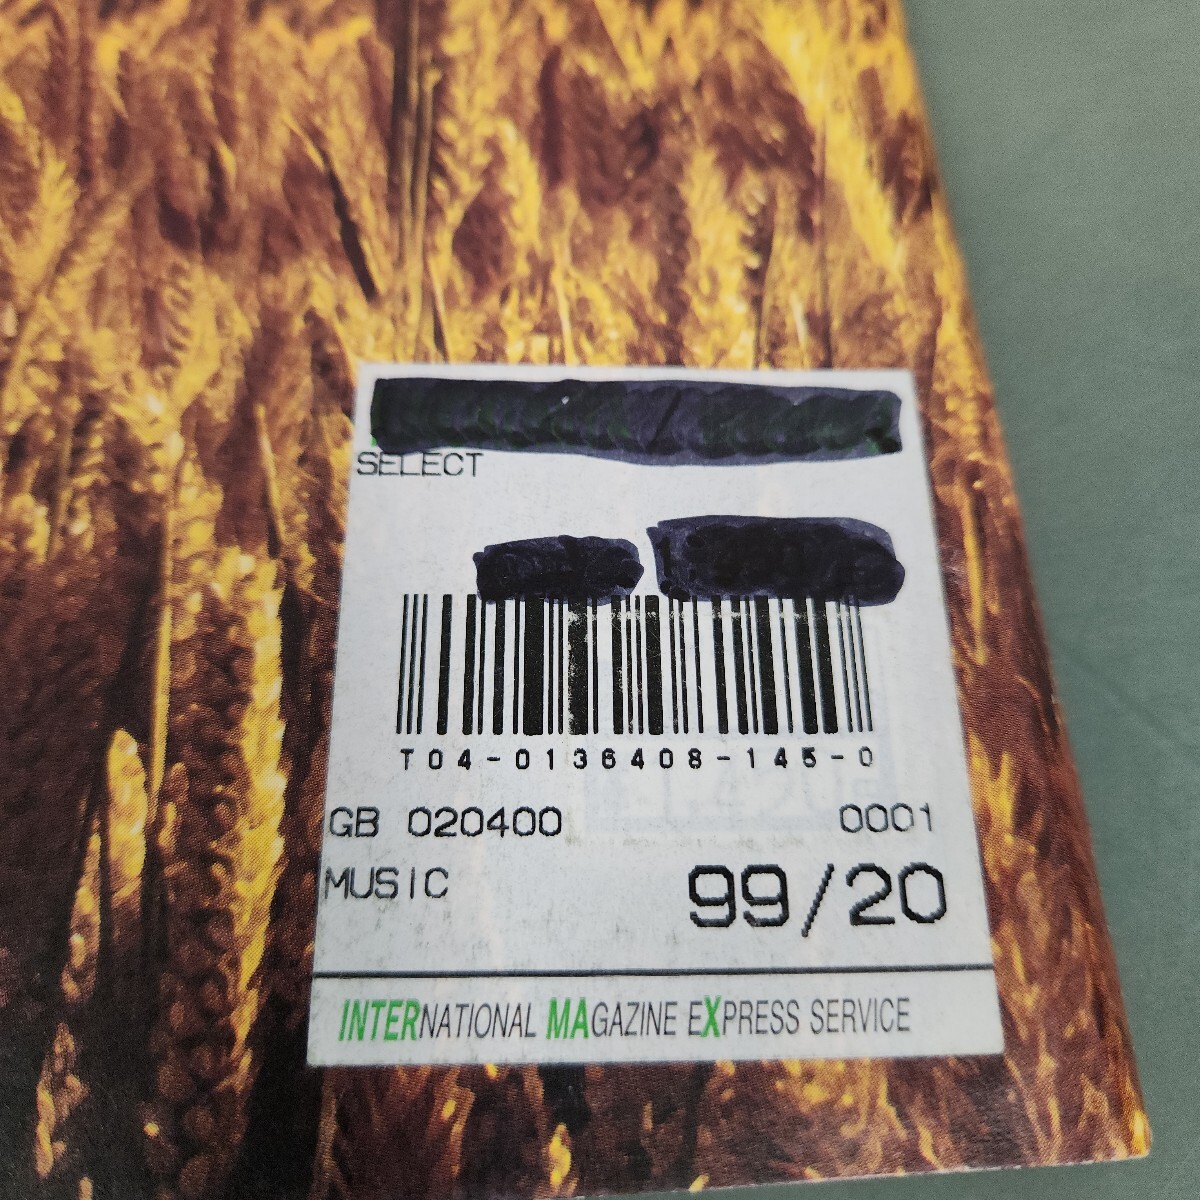 SELECT
T04-0136408-145-0
GB 020400 0001
MUSIC 99/20
INTERNATIONAL MAGAZINE EXPRESS SERVICE